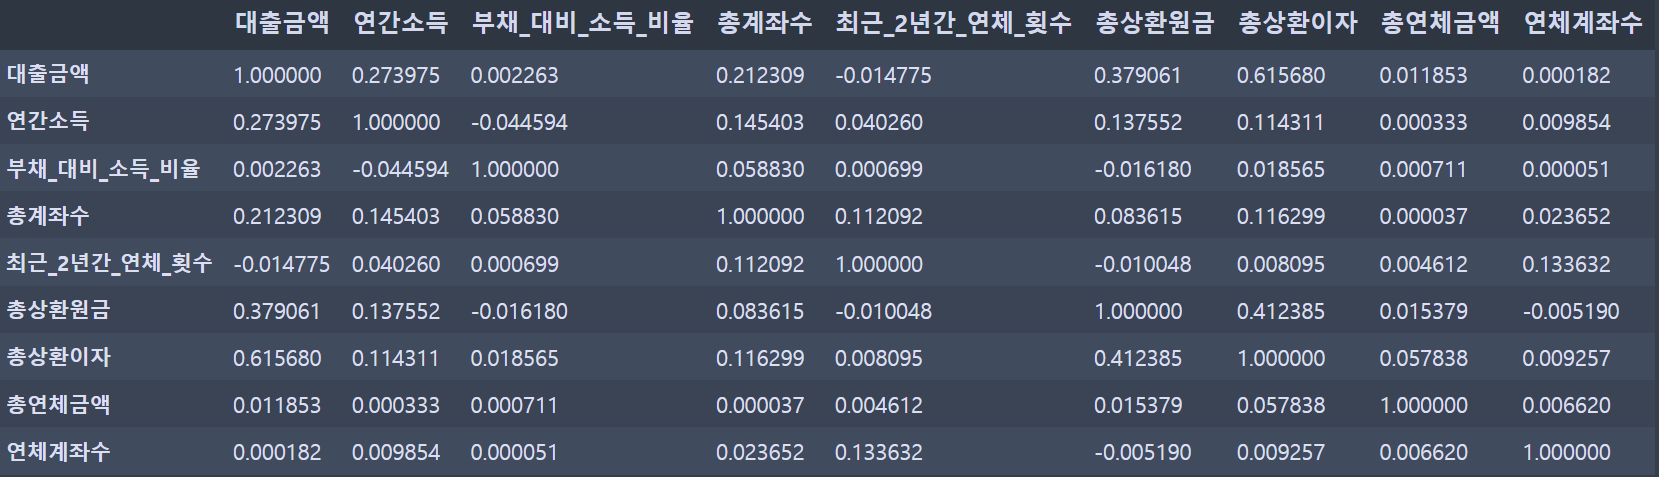 대출금액 연간소득 부채_대비_소득_비율 총계좌수 최근_2년간_연체_횟수 총상환원금 총상환이자 총연체금액 연체계좌수
대출금액 1.000000 0.273975 0.002263 0.212309 -0.014775 0.379061 0.615680 0.011853 0.000182
연간소득 0.273975 1.000000 -0.044594 0.145403 0.040260 0.137552 0.114311 0.000333 0.009854
부채_대비_소득_비율 0.002263 -0.044594 1.000000 0.058830 0.000699 -0.016180 0.018565 0.000711 0.000051
총계좌수 0.212309 0.145403 0.058830 1.000000 0.112092 0.083615 0.116299 0.000037 0.023652
최근_2년간_연체_횟수 -0.014775 0.040260 0.000699 0.112092 1.000000 -0.010048 0.008095 0.004612 0.133632
총상환원금 0.379061 0.137552 -0.016180 0.083615 -0.010048 1.000000 0.412385 0.015379 -0.005190
총상환이자 0.615680 0.114311 0.018565 0.116299 0.008095 0.412385 1.000000 0.057838 0.009257
총연체금액 0.011853 0.000333 0.000711 0.000037 0.004612 0.015379 0.057838 1.000000 0.006620
연체계좌수 0.000182 0.009854 0.000051 0.023652 0.133632 -0.005190 0.009257 0.006620 1.000000